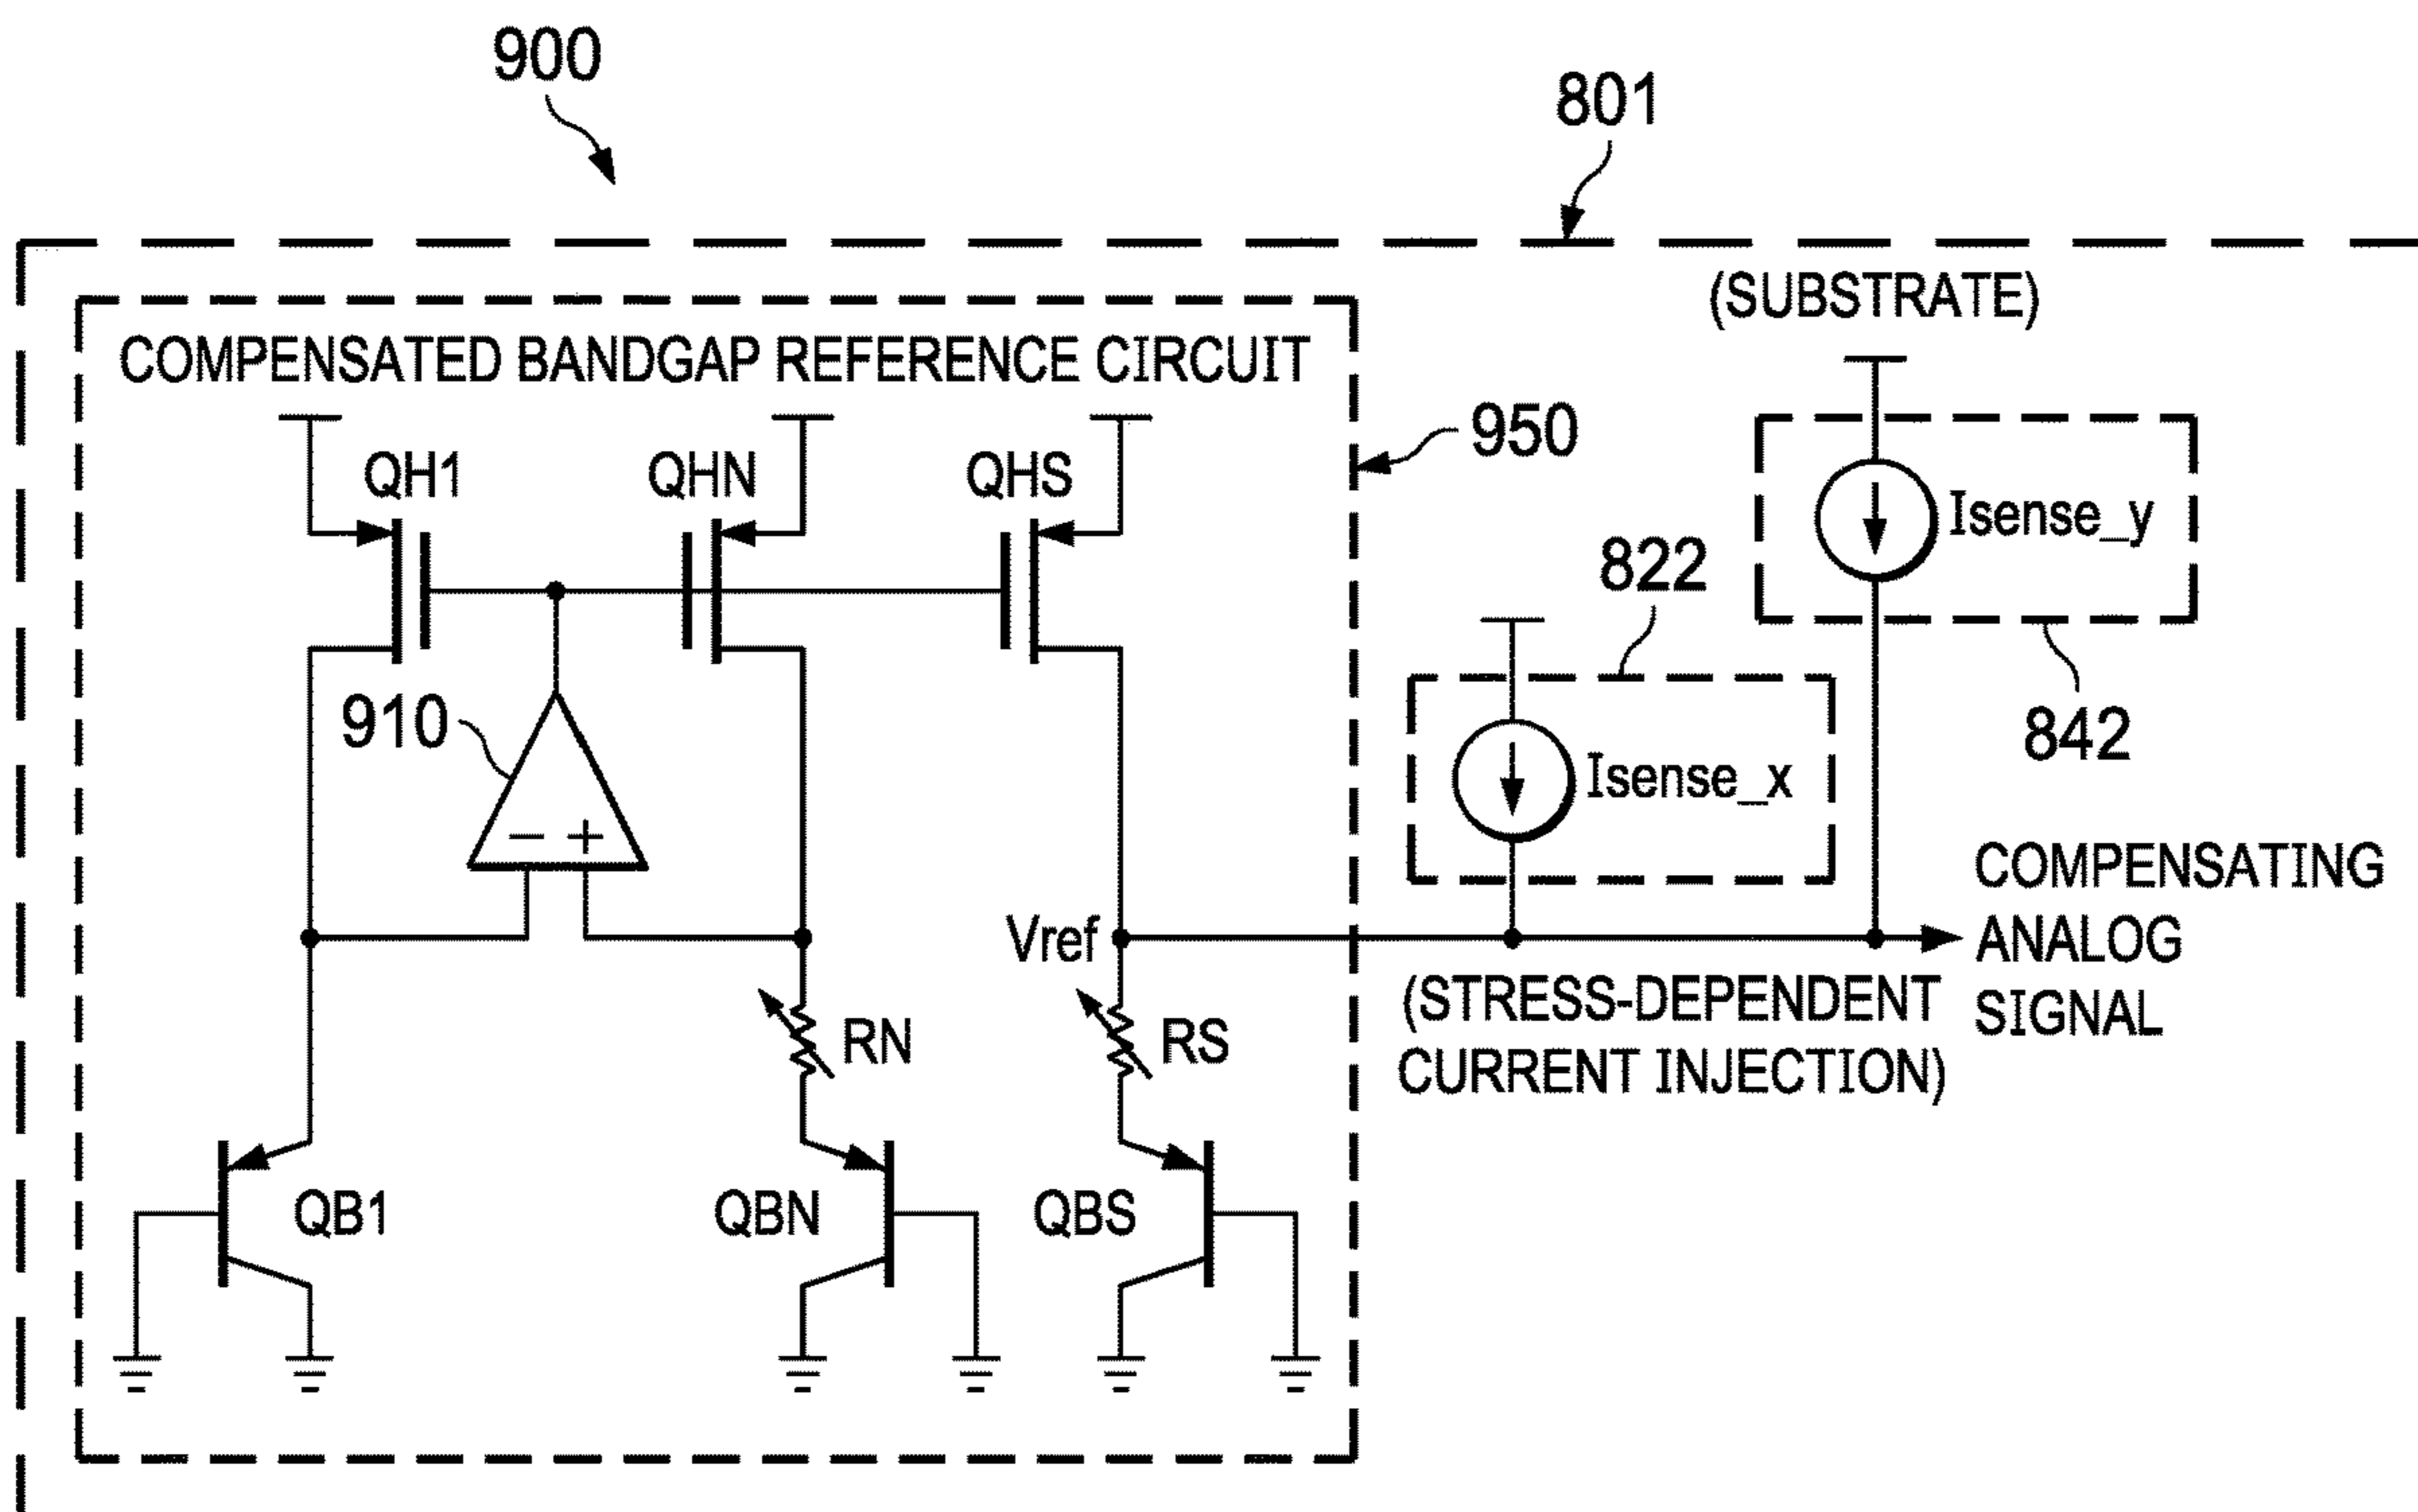 900
801
(SUBSTRATE)
COMPENSATED BANDGAP REFERENCE CIRCUIT
950
QH1
QHN
QHS
Isense_y
822
842
910
Isense_x
− +
Vref
COMPENSATING
ANALOG
SIGNAL
(STRESS-DEPENDENT
CURRENT INJECTION)
RN
RS
QB1
QBN
QBS